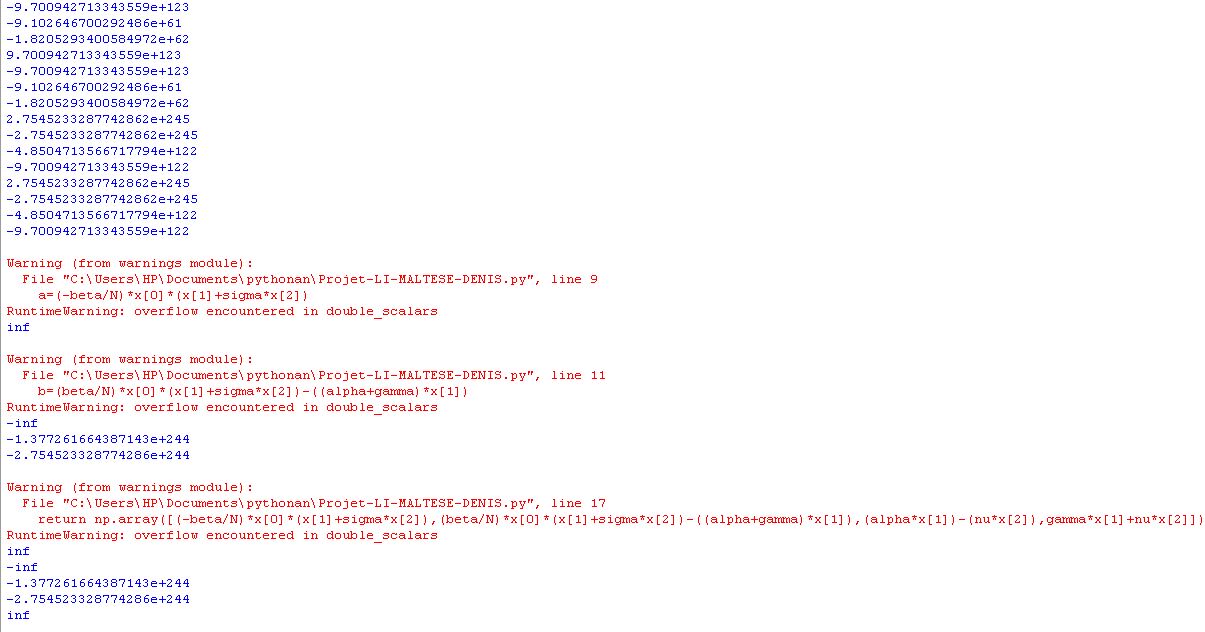 -9.700942713343559e+123
-9.102646700292486e+61
-1.8205293400584972e+62
9.700942713343559e+123
-9.700942713343559e+123
-9.102646700292486e+61
-1.8205293400584972e+62
2.7545233287742862e+245
-2.7545233287742862e+245
-4.8504713566717794e+122
-9.700942713343559e+122
2.7545233287742862e+245
-2.7545233287742862e+245
-4.8504713566717794e+122
-9.700942713343559e+122
Warning (from warnings module):
File "C:\Users\HP\Documents\pythonan\Projet-LI-MALTESE-DENIS.py", line 9
a=(-beta/N)*x[0]*(x[1]+sigma*x[2])
RuntimeWarning: overflow encountered in double_scalars
inf
Warning (from warnings module):
File "C:\Users\HP\Documents\pythonan\Projet-LI-MALTESE-DENIS.py", line 11
b=(beta/N)*x[0]*(x[1]+sigma*x[2])-((alpha+gamma)*x[1])
RuntimeWarning: overflow encountered in double_scalars
-inf
-1.377261664387143e+244
-2.754523328774286e+244
Warning (from warnings module):
File "C:\Users\HP\Documents\pythonan\Projet-LI-MALTESE-DENIS.py", line 17
return np.array([(-beta/N)*x[0]*(x[1]+sigma*x[2]),(beta/N)*x[0]*(x[1]+sigma*x[2])-((alpha+gamma)*x[1]),(alpha*x[1])-(nu*x[2]),gamma*x[1]+nu*x[2]])
RuntimeWarning: overflow encountered in double_scalars
inf
-inf
-1.377261664387143e+244
-2.754523328774286e+244
inf